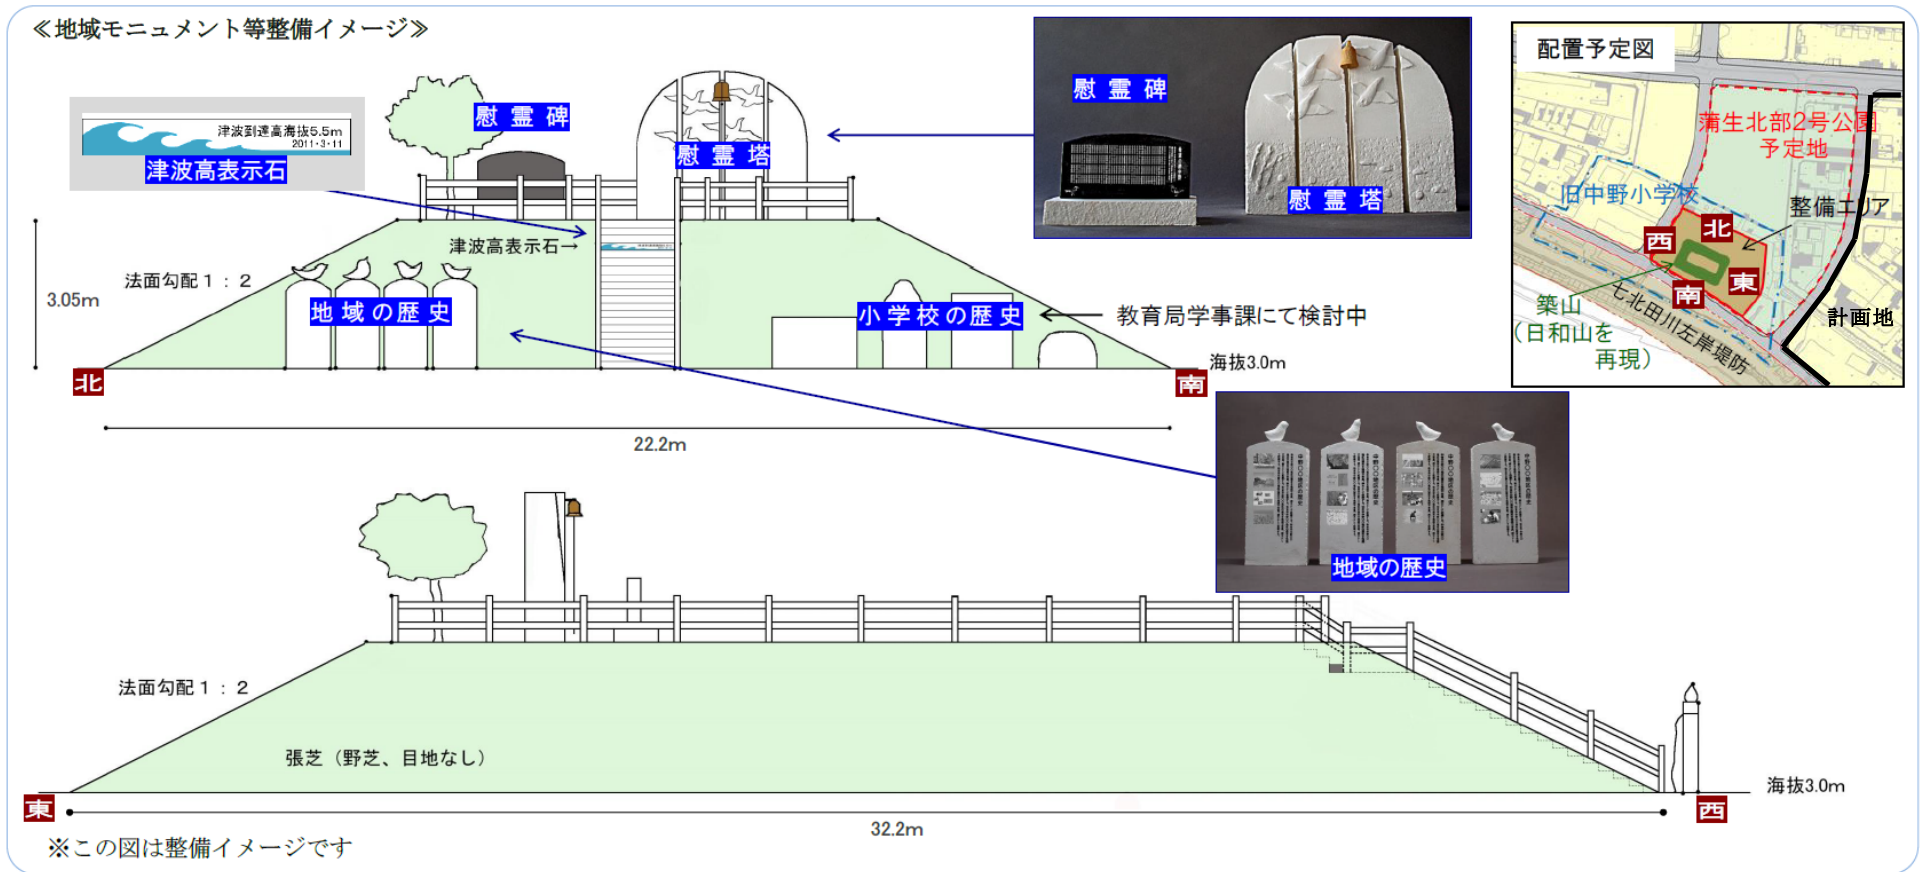 ≪地域モニュメント等整備イメージ≫
津波到達高海抜5.5m
2011・3・11
津波高表示石
慰霊碑
慰霊塔
慰霊碑
慰霊塔
配置予定図
蒲生北部2号公園
予定地
旧中野小学校
整備エリア
北
西
東
南
築山
(日和山を
再現)
七北田川左岸堤防
計画地
津波高表示石→
法面勾配1:2
3.05m
地域の歴史
小学校の歴史
教育局学事課にて検討中
海抜3.0m
北
南
22.2m
地域の歴史
法面勾配1:2
張芝(野芝、目地なし)
海抜3.0m
東
西
32.2m
※この図は整備イメージです